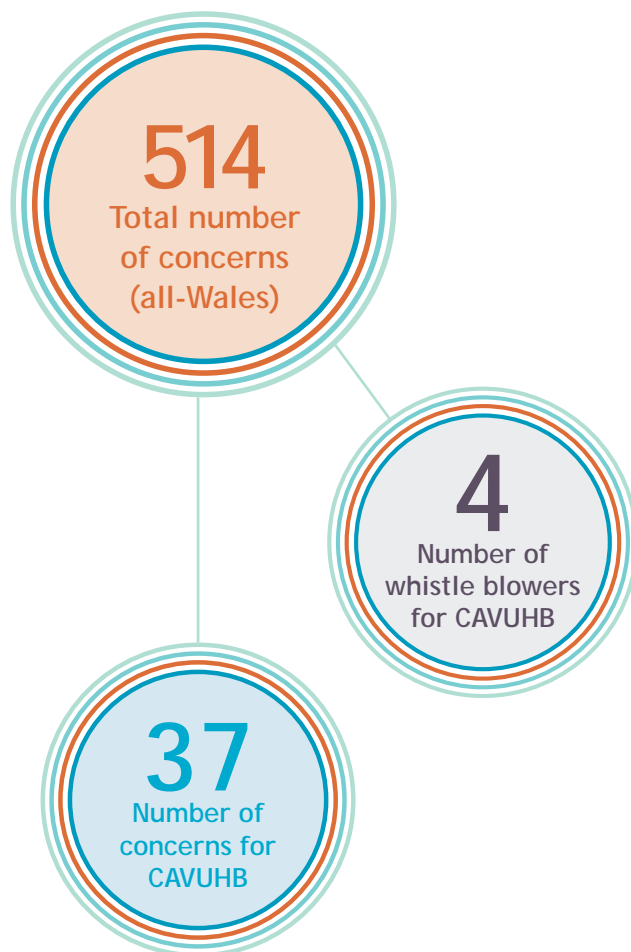 514
Total number
of concerns
(all-Wales)
4
Number of
whistle blowers
for CAVUHB
37
Number of
concerns for
CAVUHB